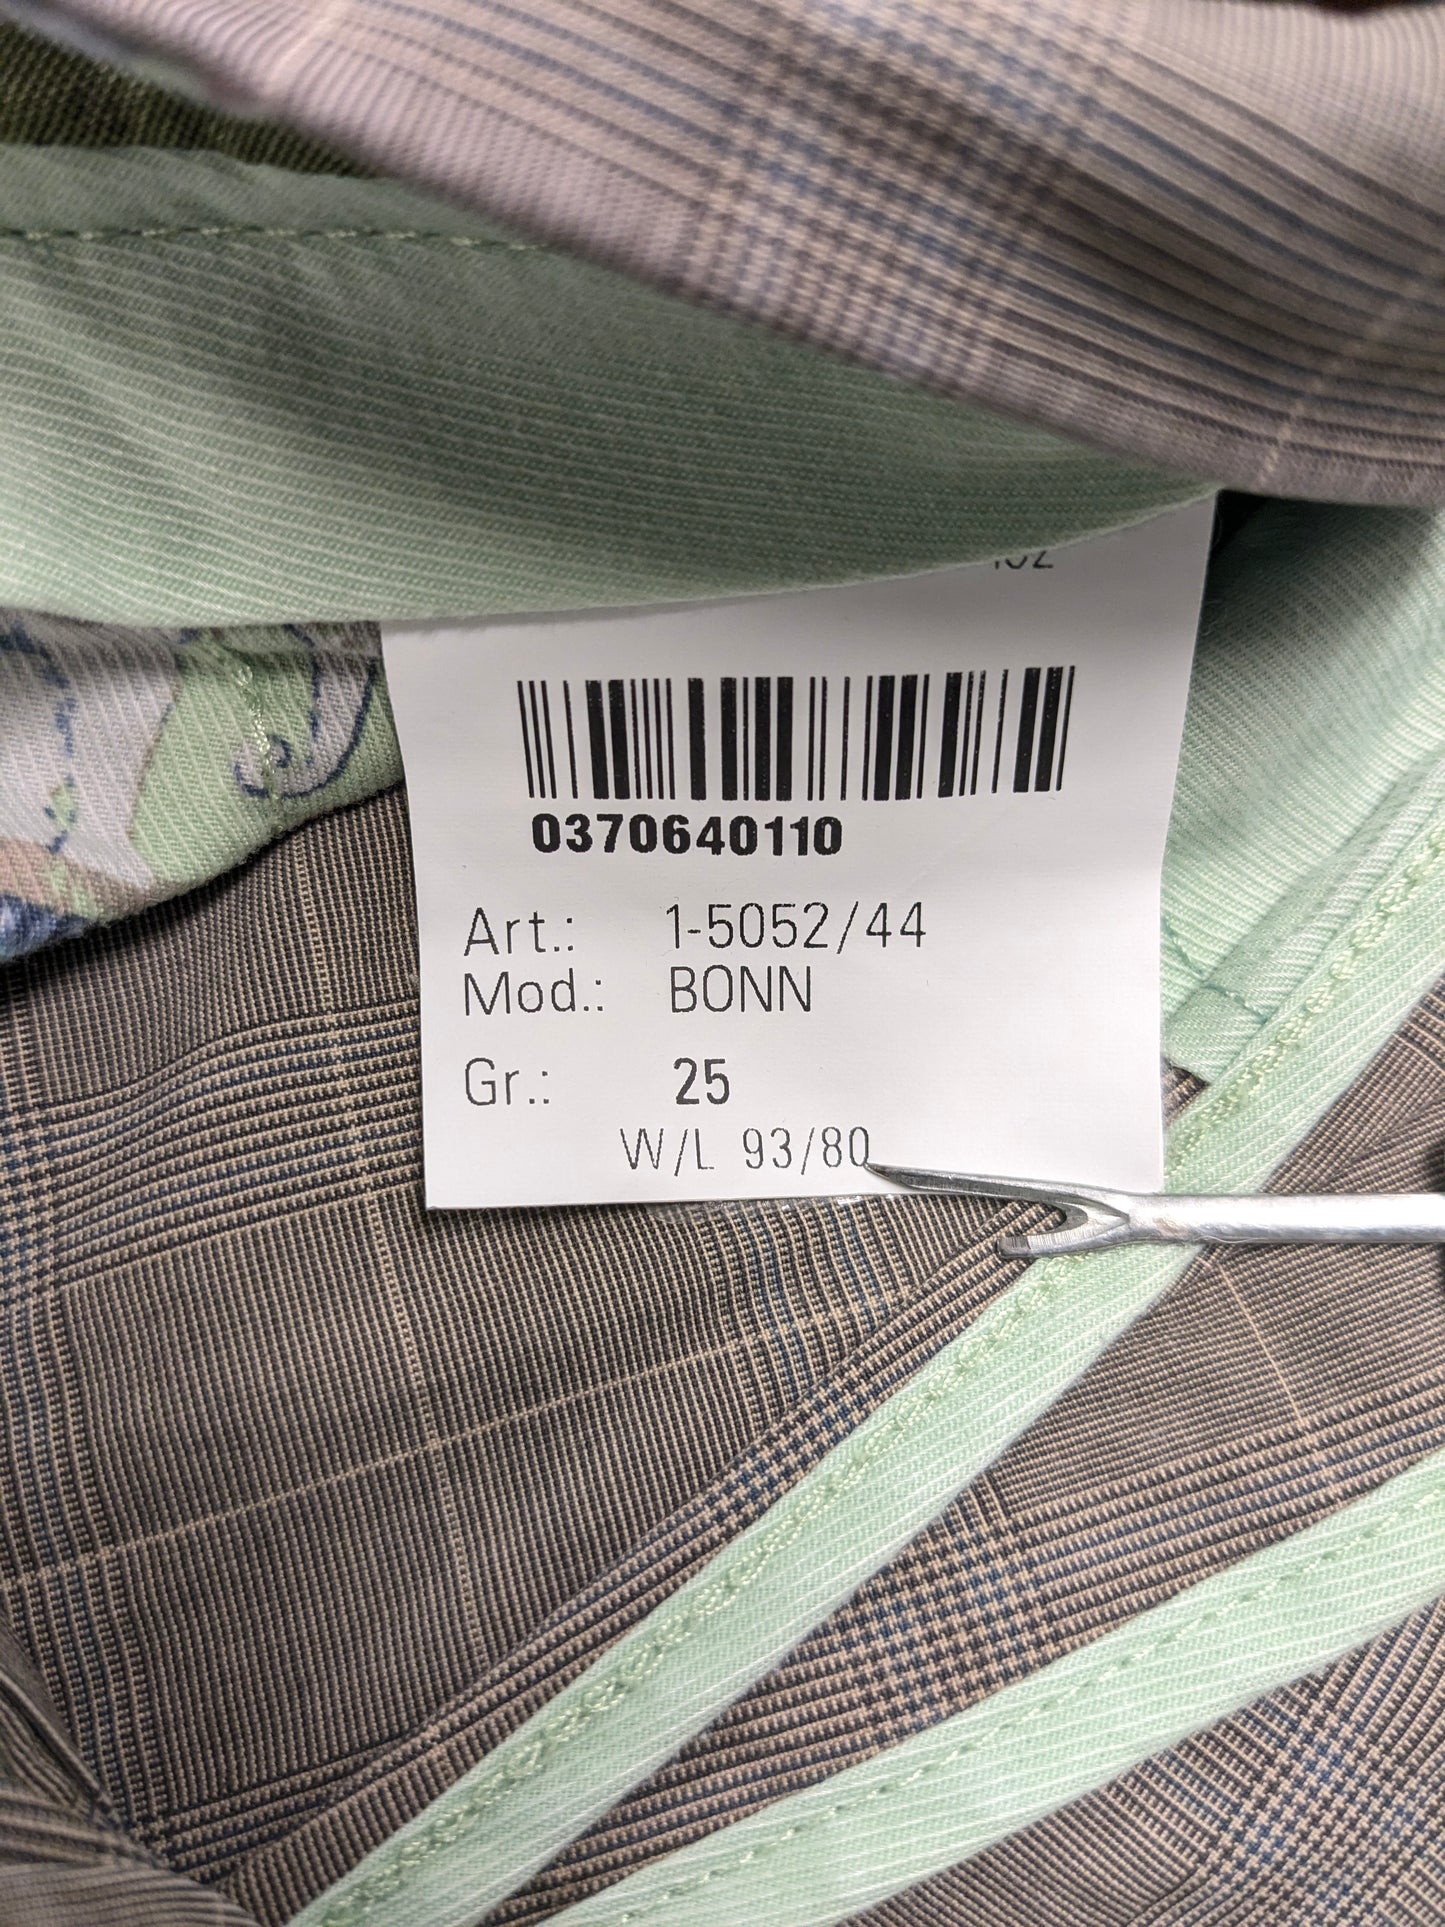 0370640110
Art.: 1-5052/44
Mod.: BONN
Gr.: 25
W/L 93/80